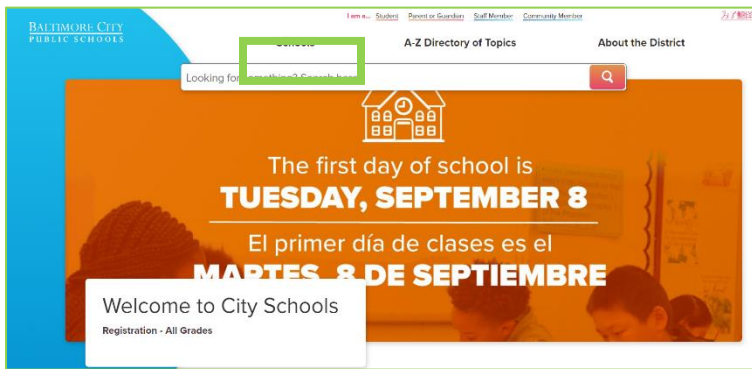 BALTIMORE CITY
PUBLIC SCHOOLS
I am a... Student Parent or Guardian Staff Member Community Member
Schools A-Z Directory of Topics About the District
Looking for something? Search here
The first day of school is
TUESDAY, SEPTEMBER 8
El primer día de clases es el
MARTES, 8 DE SEPTIEMBRE
Welcome to City Schools
Registration - All Grades